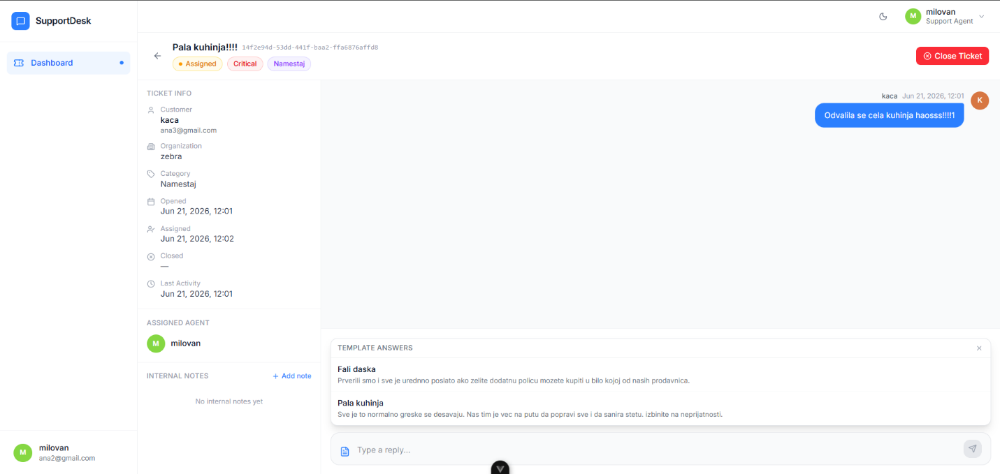 SupportDesk
M
milovan
Support Agent
Dashboard
Pala kuhinja!!!! 14f2e94d-53dd-441f-baa2-ffa6876affd8
Assigned
Critical
Namestaj
Close Ticket
TICKET INFO
Customer
kaca
ana3@gmail.com
Organization
zebra
Category
Namestaj
Opened
Jun 21, 2026, 12:01
Assigned
Jun 21, 2026, 12:02
Closed
—
Last Activity
Jun 21, 2026, 12:01
ASSIGNED AGENT
M
milovan
INTERNAL NOTES
+ Add note
No internal notes yet
kaca Jun 21, 2026, 12:01
K
Odvalila se cela kuhinja haosss!!!!1
TEMPLATE ANSWERS
Fali daska
Prverili smo i sve je urednno poslato ako zelite dodatnu policu mozete kupiti u bilo kojoj od nasih prodavnica.
Pala kuhinja
Sve je to normalno greske se desavaju. Nas tim je vec na putu da popravi sve i da sanira stetu. izbinite na neprijatnosti.
Type a reply...
M
milovan
ana2@gmail.com